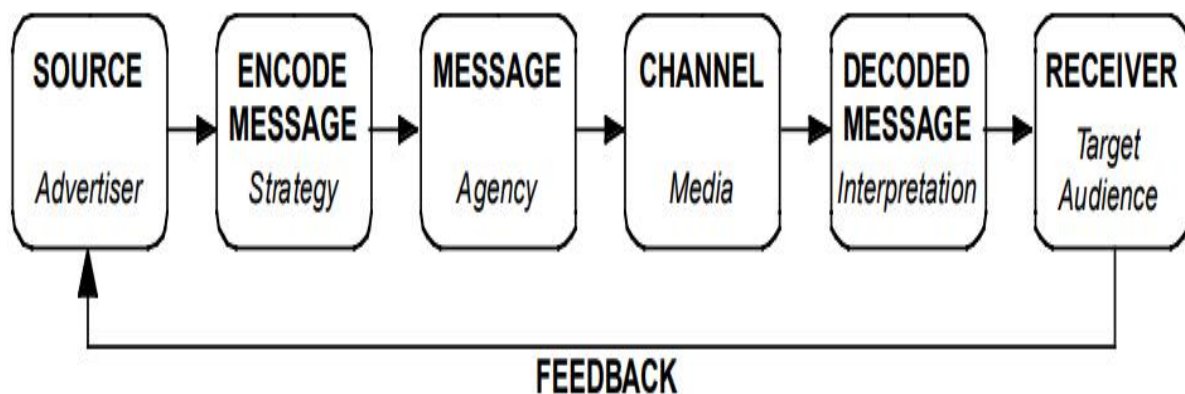 SOURCE
Advertiser
ENCODE
MESSAGE
Strategy
MESSAGE
Agency
CHANNEL
Media
DECODED
MESSAGE
Interpretation
RECEIVER
Target
Audience
FEEDBACK